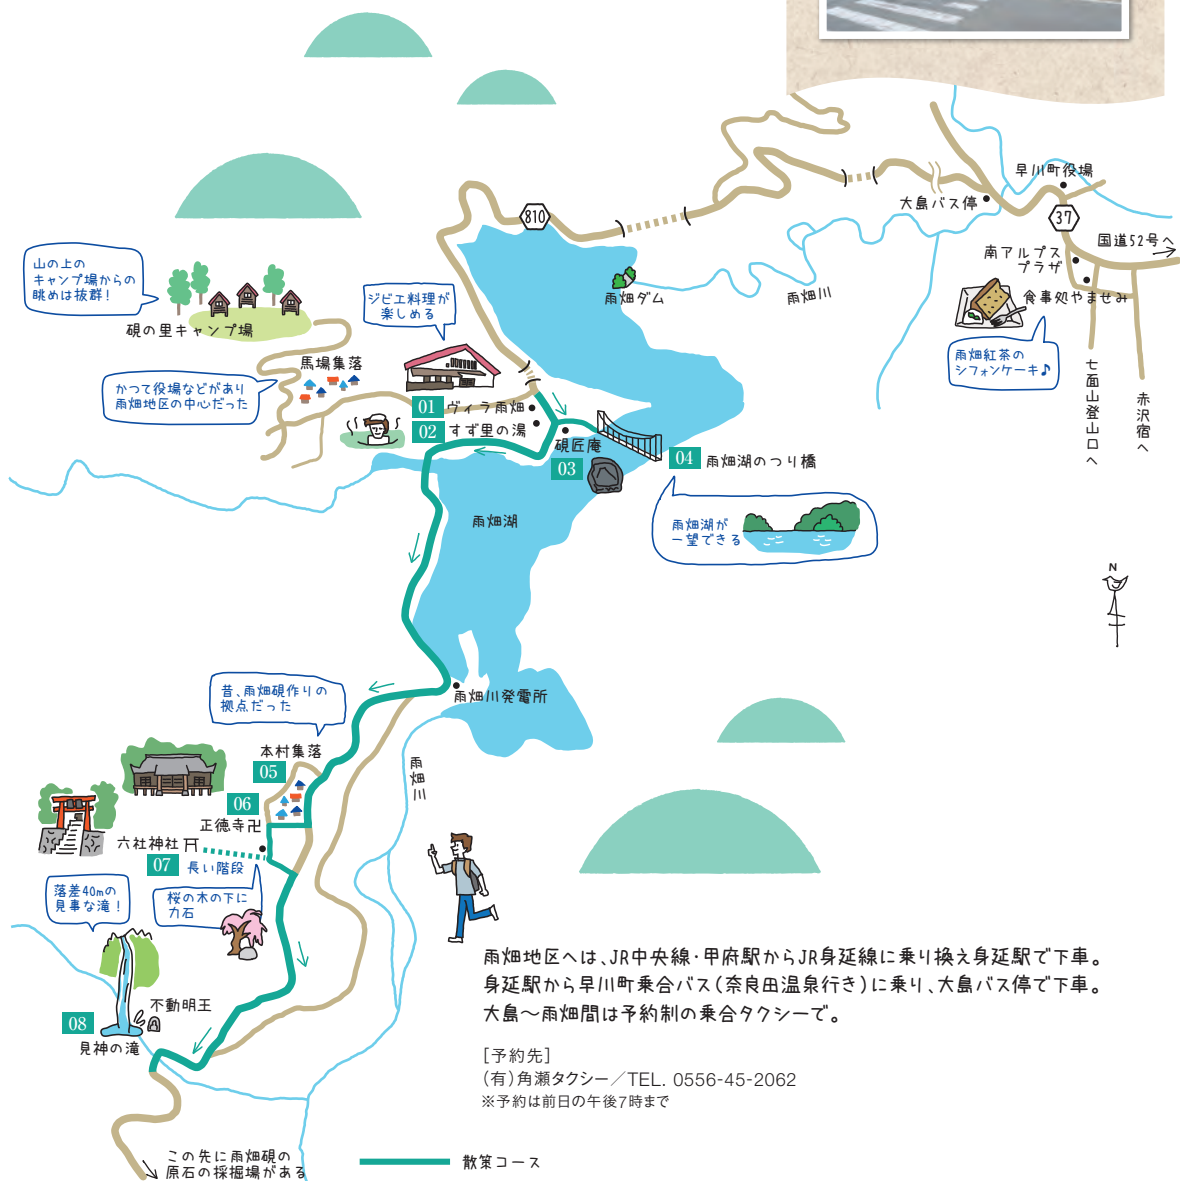 810
早川町役場
大島バス停
37
国道52号へ
南アルプス
プラザ
食事処やませみ
雨畑紅茶の
シフォンケーキ♪
七面山登山口へ
赤沢宿へ
雨畑ダム
雨畑川
山の上の
キャンプ場からの
眺めは抜群！
硯の里キャンプ場
ジビエ料理が
楽しめる
馬場集落
かつて役場などがあり
雨畑地区の中心だった
01 ヴィラ雨畑
02 すず里の湯
硯匠庵
03
04 雨畑湖のつり橋
雨畑湖が
一望できる
雨畑湖
N
雨畑川発電所
昔、雨畑硯作りの
拠点だった
本村集落
05
06
正徳寺卍
六社神社
07 長い階段
雨畑川
落差40mの
見事な滝！
桜の木の下に
力石
不動明王
08
見神の滝
雨畑地区へは、JR中央線・甲府駅からJR身延線に乗り換え身延駅で下車。
身延駅から早川町乗合バス（奈良田温泉行き）に乗り、大島バス停で下車。
大島〜雨畑間は予約制の乗合タクシーで。
［予約先］
（有）角瀬タクシー／TEL. 0556-45-2062
※予約は前日の午後7時まで
この先に雨畑硯の
原石の採掘場がある
散策コース